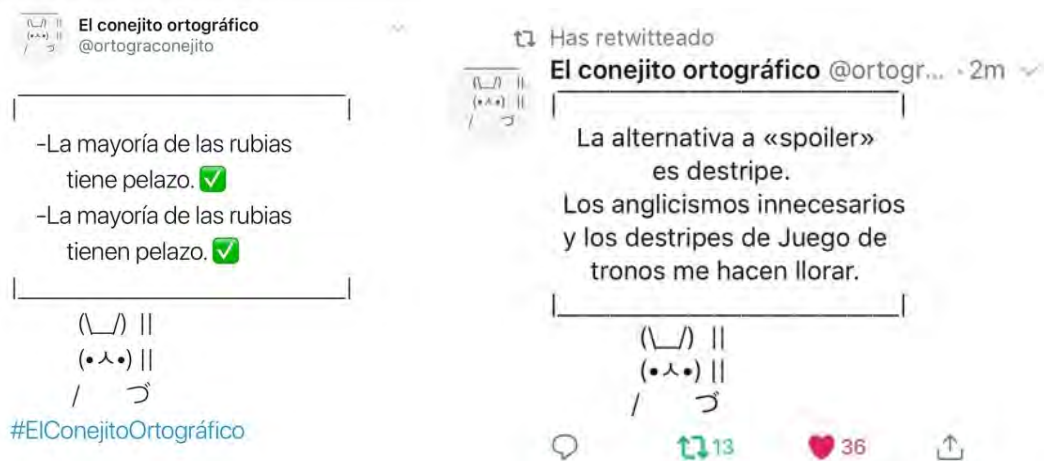 El conejito ortográfico
@ortograconejito
-La mayoría de las rubias
tiene pelazo. ✅
-La mayoría de las rubias
tienen pelazo. ✅
(\__/) ||
(•ㅅ•) ||
/ づ
#ElConejitoOrtográfico
Has retwitteado
El conejito ortográfico @ortogr... · 2m
La alternativa a «spoiler»
es destripe.
Los anglicismos innecesarios
y los destripes de Juego de
tronos me hacen llorar.
(\__/) ||
(•ㅅ•) ||
/ づ
13 36